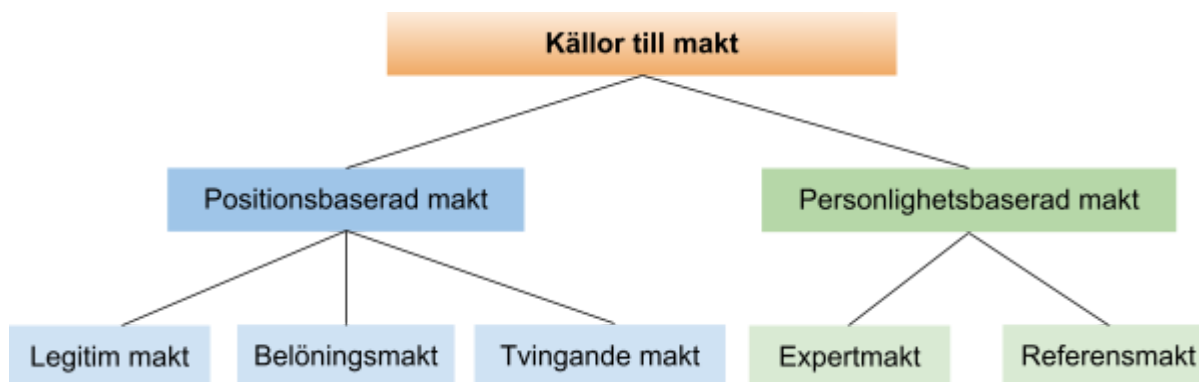 Källor till makt
Positionsbaserad makt
Personlighetsbaserad makt
Legitim makt
Belöningsmakt
Tvingande makt
Expertmakt
Referensmakt